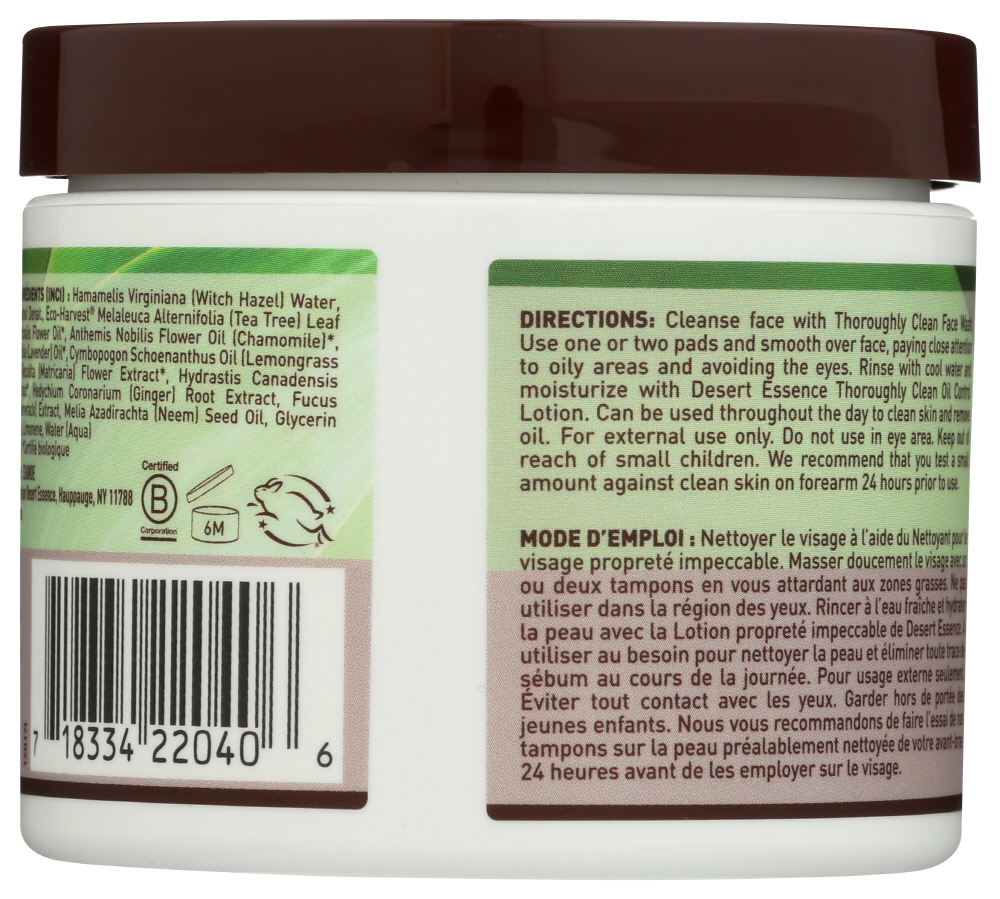 (INCI) : Hamamelis Virginiana (Witch Hazel) Water,
Denat., Eco-Harvest® Melaleuca Alternifolia (Tea Tree) Leaf
Flower Oil*, Anthemis Nobilis Flower Oil (Chamomile)*,
(Lavender) Oil*, Cymbopogon Schoenanthus Oil (Lemongrass
(Matricaria) Flower Extract*, Hydrastis Canadensis
Hedychium Coronarium (Ginger) Root Extract, Fucus
Extract, Melia Azadirachta (Neem) Seed Oil, Glycerin
Limonene, Water (Aqua)
*Certifié biologique
Desert Essence, Hauppauge, NY 11788
Certified
B
Corporation
6M
7 18334 22040 6
DIRECTIONS: Cleanse face with Thoroughly Clean Face Wash
Use one or two pads and smooth over face, paying close attention
to oily areas and avoiding the eyes. Rinse with cool water and
moisturize with Desert Essence Thoroughly Clean Oil Control
Lotion. Can be used throughout the day to clean skin and remove
oil. For external use only. Do not use in eye area. Keep out of
reach of small children. We recommend that you test a small
amount against clean skin on forearm 24 hours prior to use.
MODE D'EMPLOI : Nettoyer le visage à l'aide du Nettoyant pour le
visage propreté impeccable. Masser doucement le visage avec un
ou deux tampons en vous attardant aux zones grasses. Ne pas
utiliser dans la région des yeux. Rincer à l'eau fraîche et hydrater
la peau avec la Lotion propreté impeccable de Desert Essence.
utiliser au besoin pour nettoyer la peau et éliminer toute trace de
sébum au cours de la journée. Pour usage externe seulement.
Éviter tout contact avec les yeux. Garder hors de portée des
jeunes enfants. Nous vous recommandons de faire l'essai de nos
tampons sur la peau préalablement nettoyée de votre avant-bras
24 heures avant de les employer sur le visage.